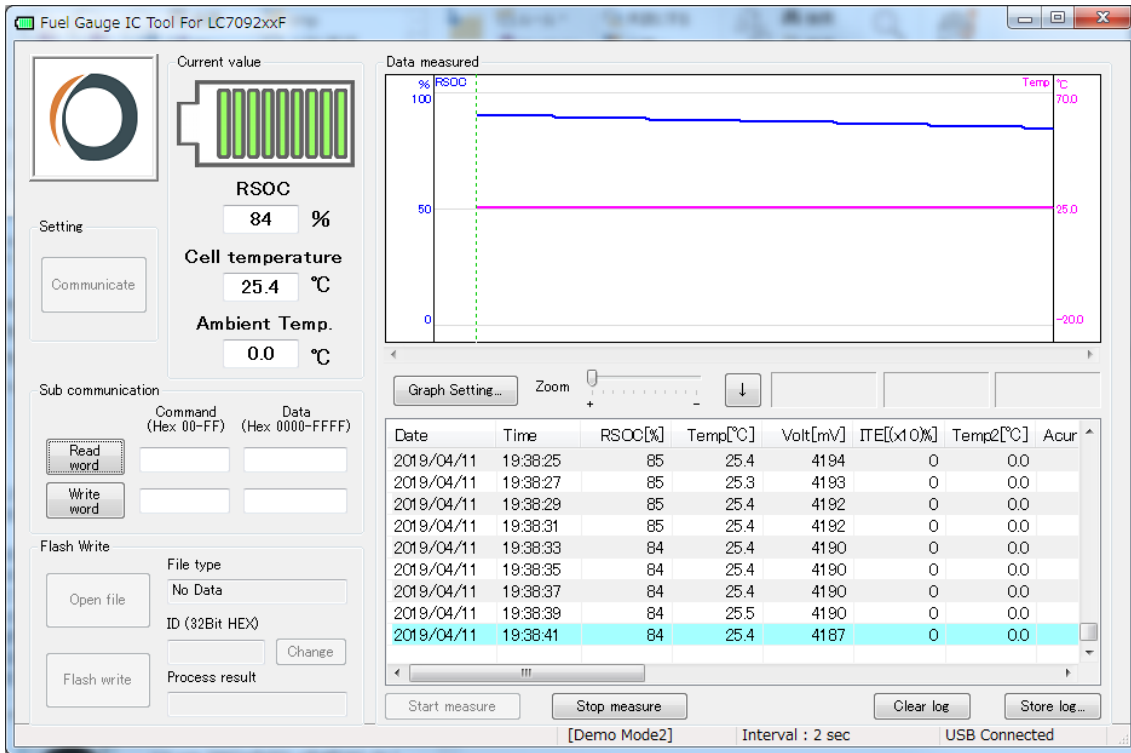 Fuel Gauge IC Tool For LC7092xxF
Current value
RSOC
84 %
Cell temperature
25.4 ℃
Ambient Temp.
0.0 ℃
Setting
Communicate
Sub communication
Command (Hex 00-FF)
Data (Hex 0000-FFFF)
Read word
Write word
Flash Write
Open file
File type
No Data
ID (32Bit HEX)
Change
Flash write
Process result
Data measured
% RSOC Temp ℃
100 70.0
50 25.0
0 -20.0
Graph Setting... Zoom + - ↓
Date Time RSOC[%] Temp[℃] Volt[mV] ITE[(x10)%] Temp2[℃] Acur
2019/04/11 19:38:25 85 25.4 4194 0 0.0
2019/04/11 19:38:27 85 25.3 4193 0 0.0
2019/04/11 19:38:29 85 25.4 4192 0 0.0
2019/04/11 19:38:31 85 25.4 4192 0 0.0
2019/04/11 19:38:33 84 25.4 4190 0 0.0
2019/04/11 19:38:35 84 25.4 4190 0 0.0
2019/04/11 19:38:37 84 25.4 4190 0 0.0
2019/04/11 19:38:39 84 25.5 4190 0 0.0
2019/04/11 19:38:41 84 25.4 4187 0 0.0
Start measure Stop measure Clear log Store log...
[Demo Mode2] Interval : 2 sec USB Connected